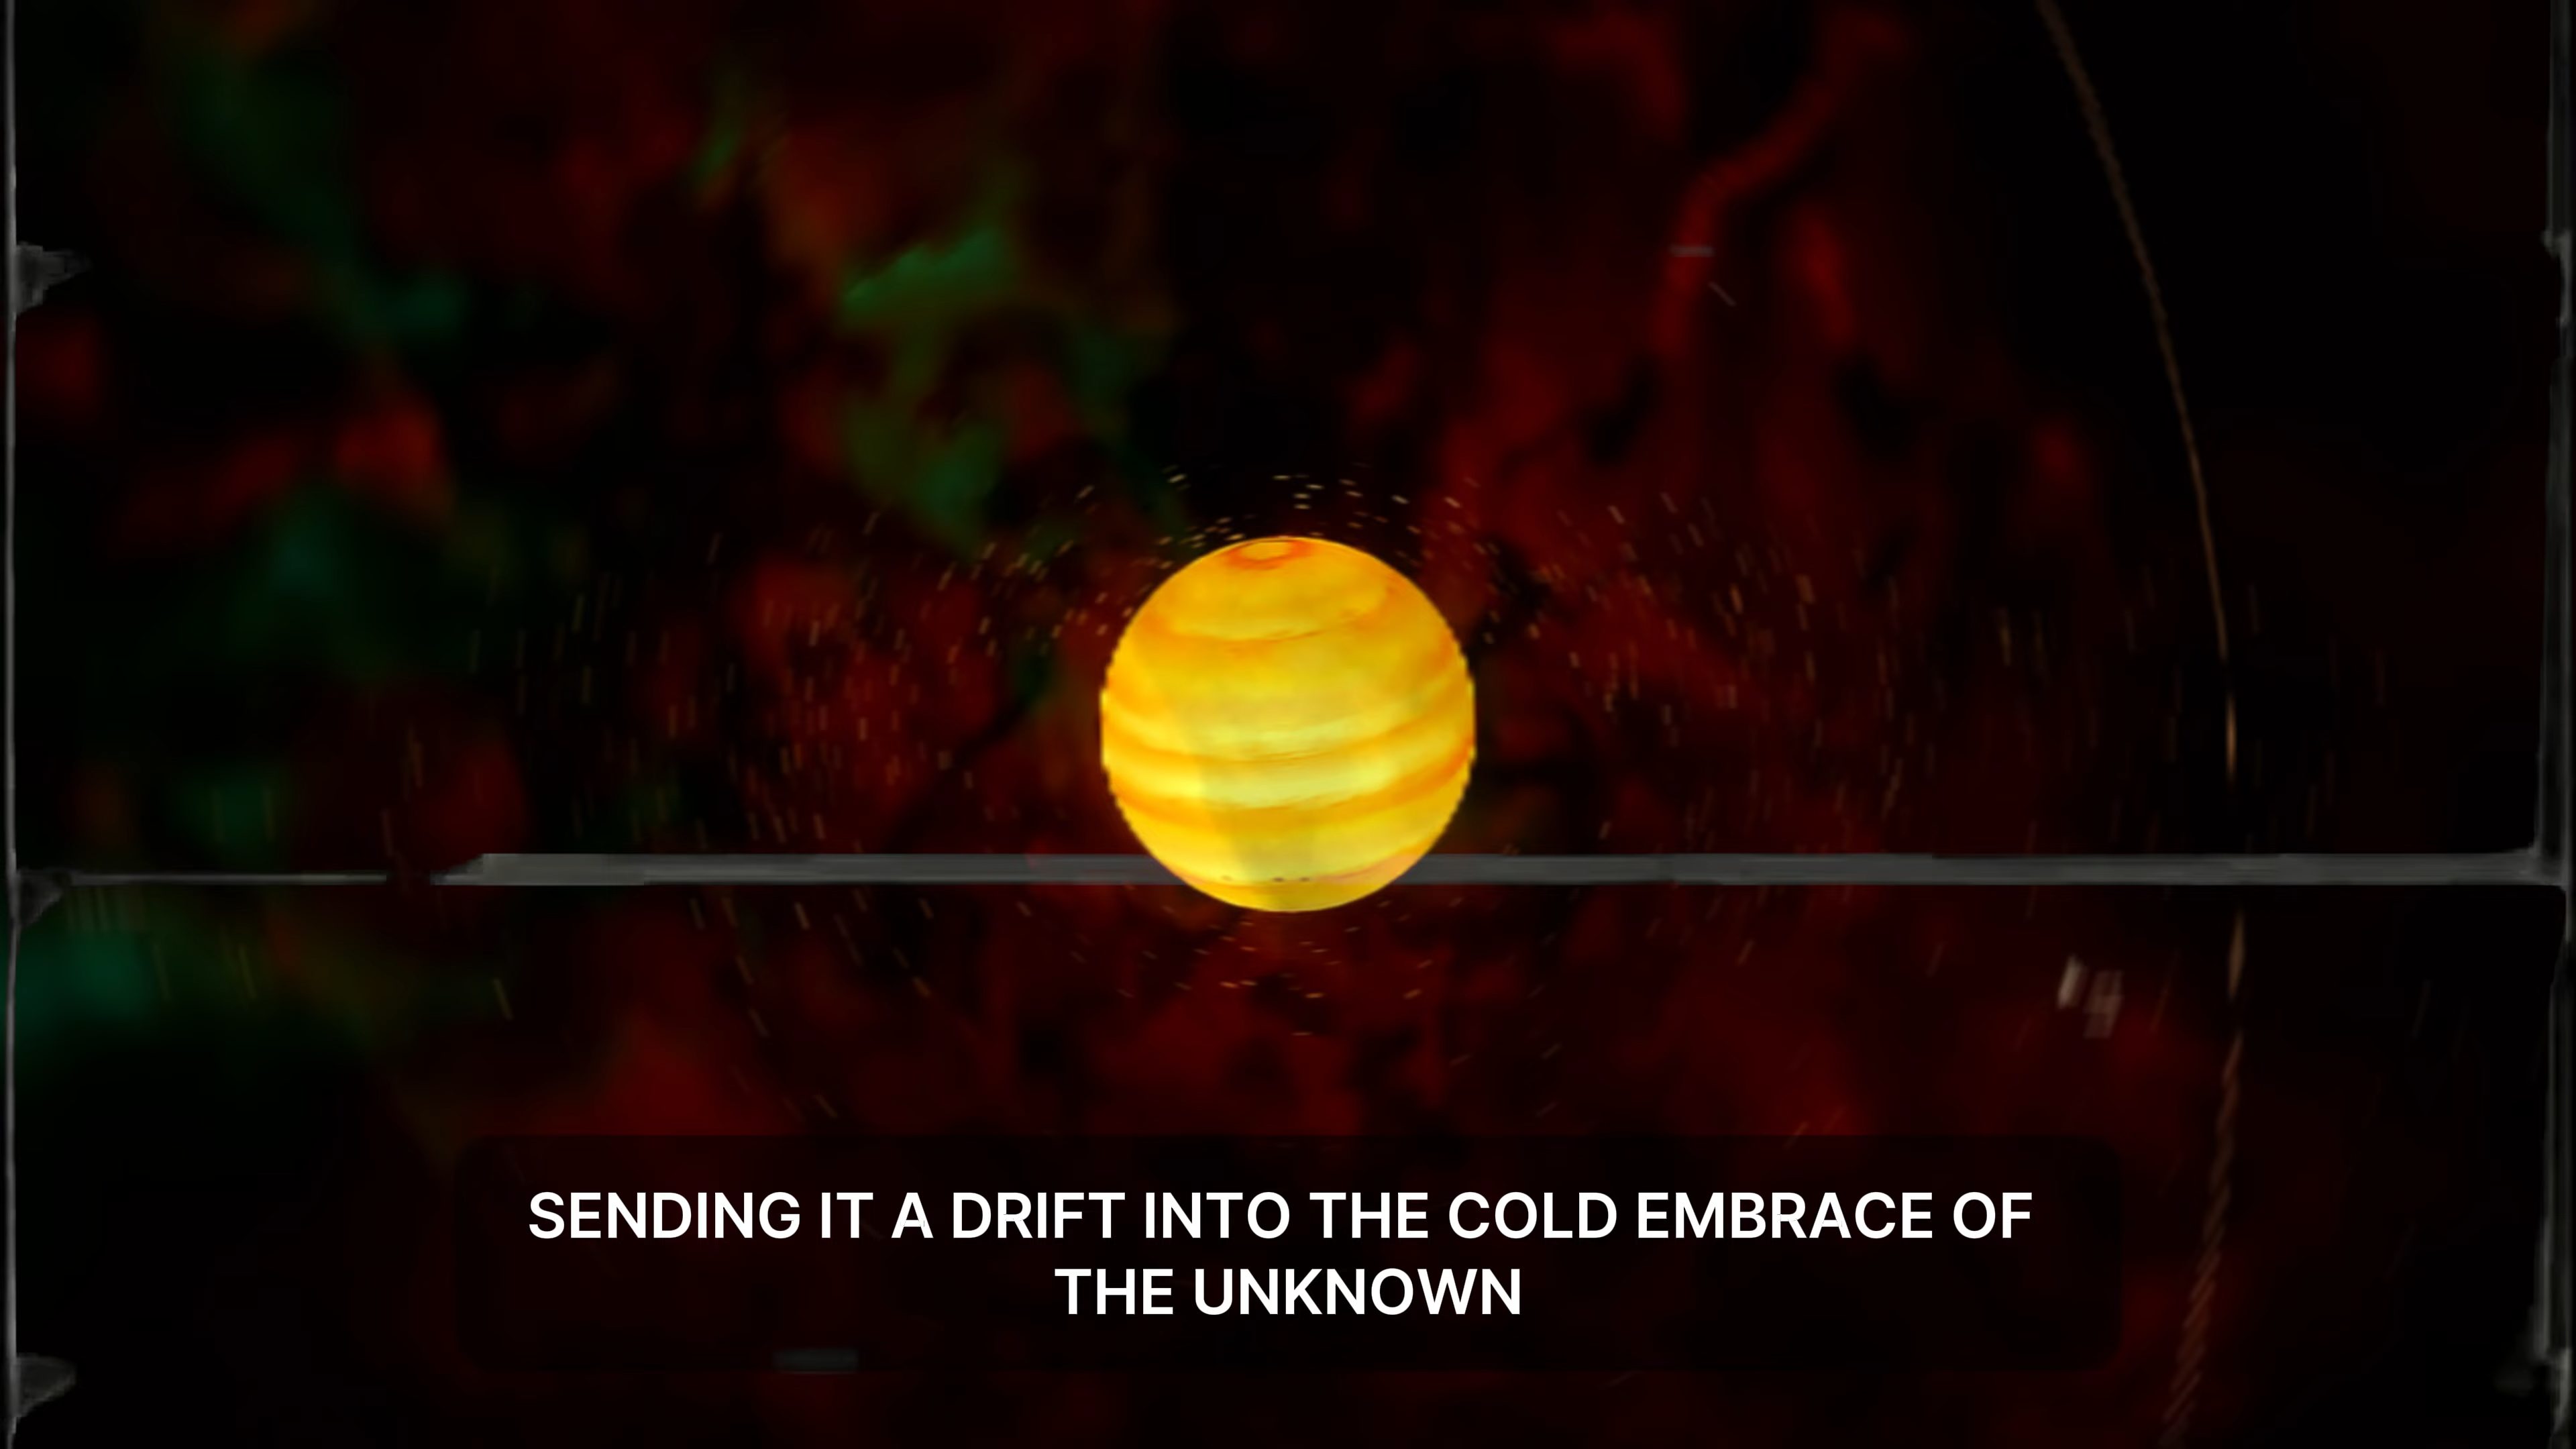 SENDING IT A DRIFT INTO THE COLD EMBRACE OF
THE UNKNOWN